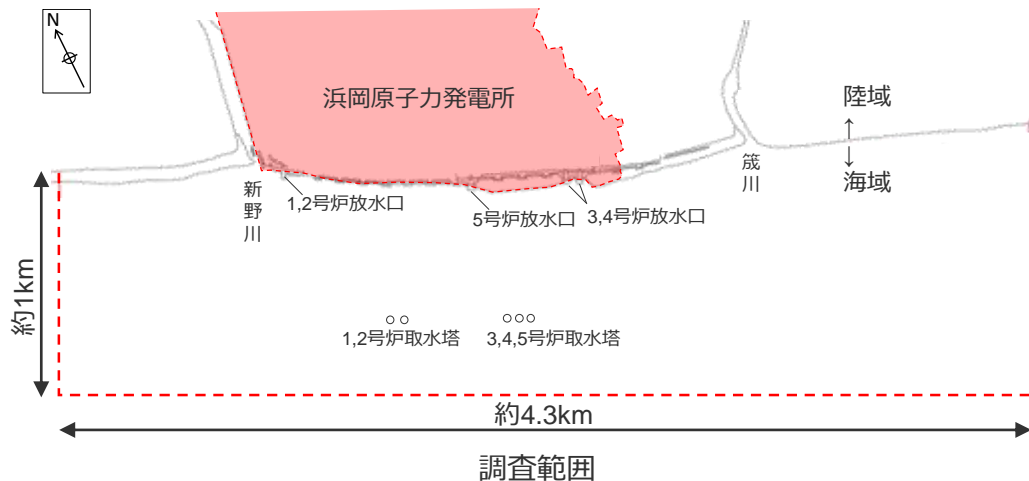 N
浜岡原子力発電所
陸域
↑
↓
海域
新野川
筬川
1,2号炉放水口
5号炉放水口
3,4号炉放水口
約1km
1,2号炉取水塔
3,4,5号炉取水塔
約4.3km
調査範囲